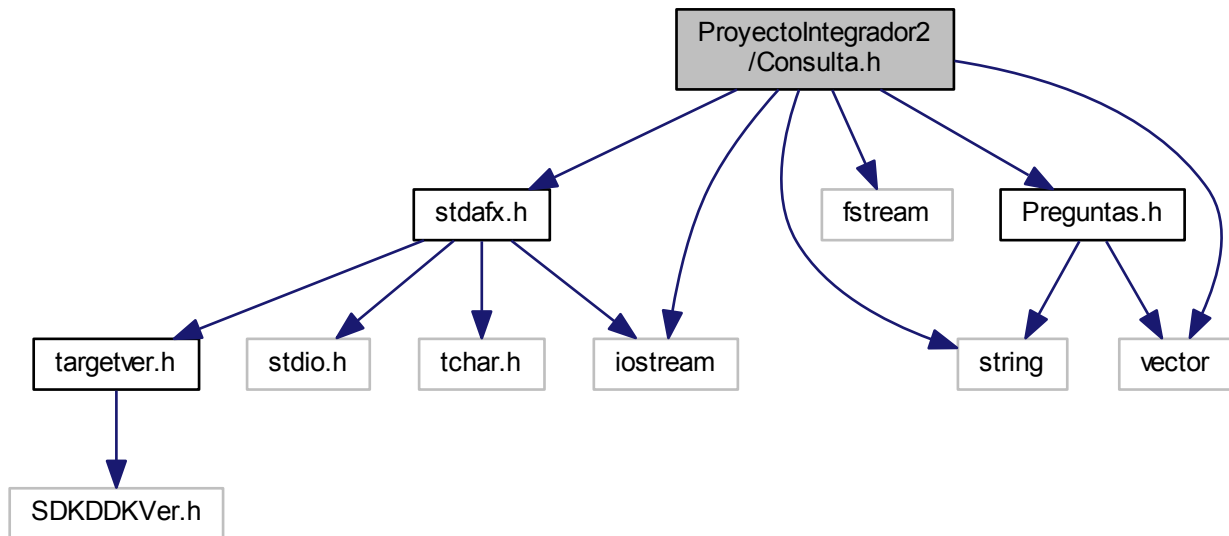 ProyectoIntegrador2
/Consulta.h
stdafx.h
fstream
Preguntas.h
targetver.h
stdio.h
tchar.h
iostream
string
vector
SDKDDKVer.h